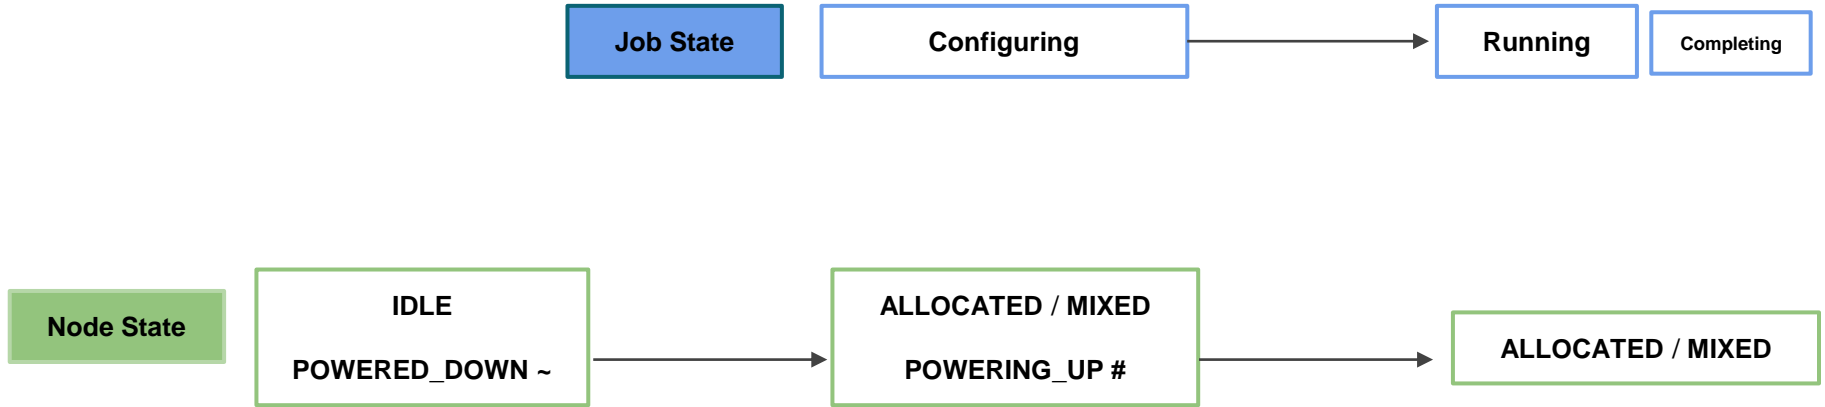 Job State
Configuring
Running
Completing
Node State
IDLE
POWERED_DOWN ~
ALLOCATED / MIXED
POWERING_UP #
ALLOCATED / MIXED